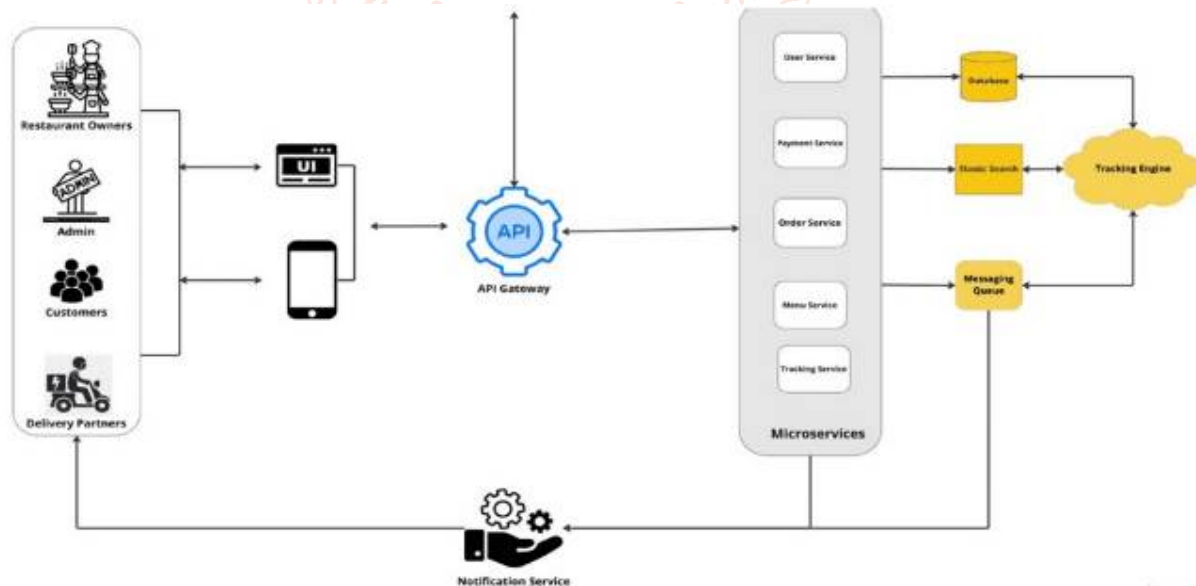 Restaurant Owners
ADMIN
Admin
Customers
Delivery Partners
UI
API
API Gateway
User Service
Payment Service
Order Service
Menu Service
Tracking Service
Microservices
Database
Elastic Search
Messaging
Queue
Tracking Engine
Notification Service